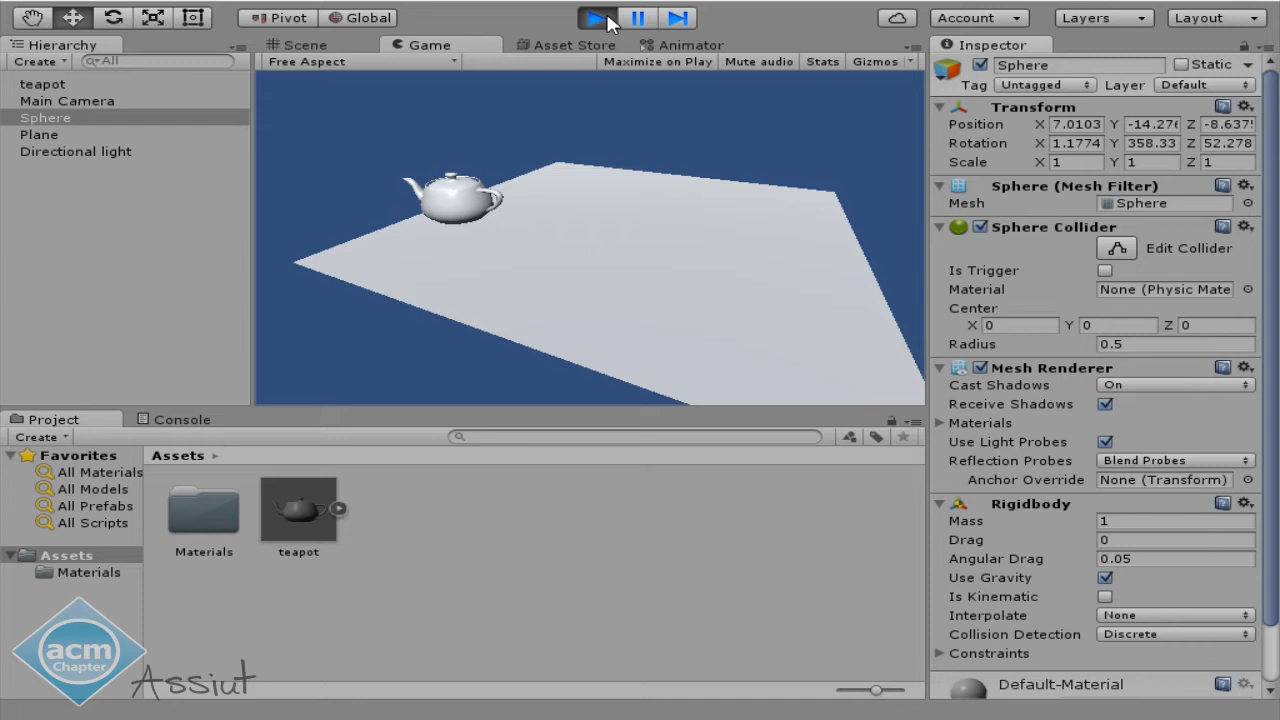 Pivot Global Account Layers Layout
Hierarchy Scene Game Asset Store Animator Inspector
Create All Free Aspect Maximize on Play Mute audio Stats Gizmos
Sphere Static
Tag Untagged Layer Default
teapot
Main Camera
Sphere
Plane
Directional light
Transform
Position X 7.0103 Y -14.27 Z -8.637
Rotation X 1.1774 Y 358.33 Z 52.278
Scale X 1 Y 1 Z 1
Sphere (Mesh Filter)
Mesh Sphere
Sphere Collider
Edit Collider
Is Trigger
Material None (Physic Mate
Center
X 0 Y 0 Z 0
Radius 0.5
Mesh Renderer
Cast Shadows On
Receive Shadows
Materials
Use Light Probes
Reflection Probes Blend Probes
Anchor Override None (Transform)
Rigidbody
Mass 1
Drag 0
Angular Drag 0.05
Use Gravity
Is Kinematic
Interpolate None
Collision Detection Discrete
Constraints
Default-Material
Project Console
Create
Favorites
All Materials
All Models
All Prefabs
All Scripts
Assets
Materials
Assets
Materials teapot
acm
Chapter
Assiut